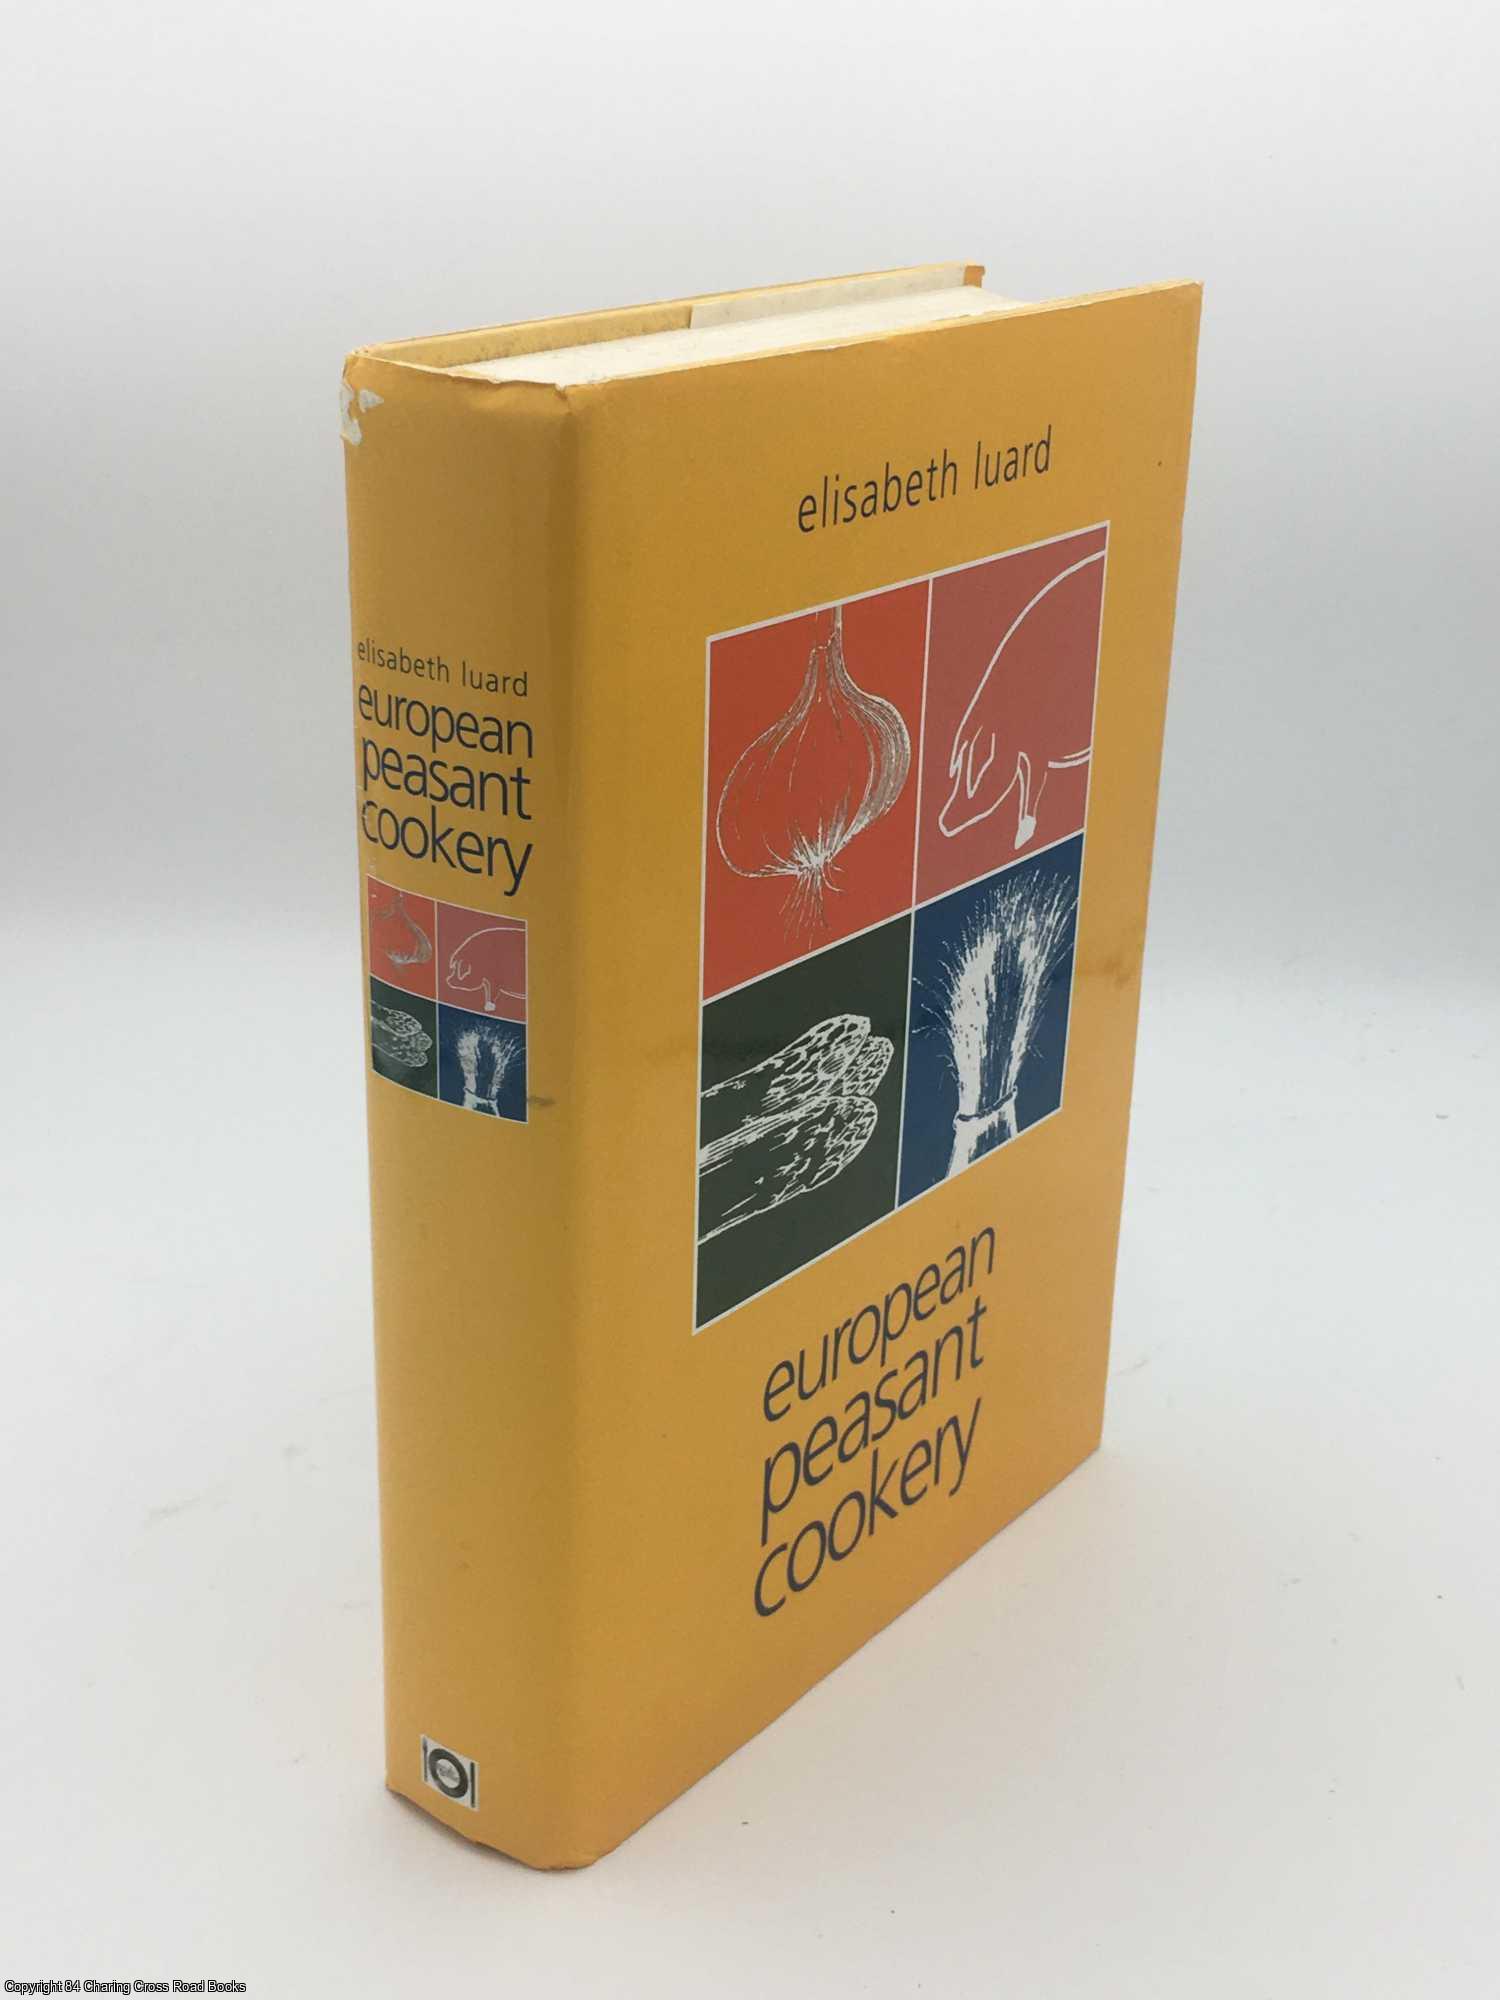 elisabeth luard
european
peasant
cookery
elisabeth luard
european
peasant
cookery
Copyright 84 Charing Cross Road Books